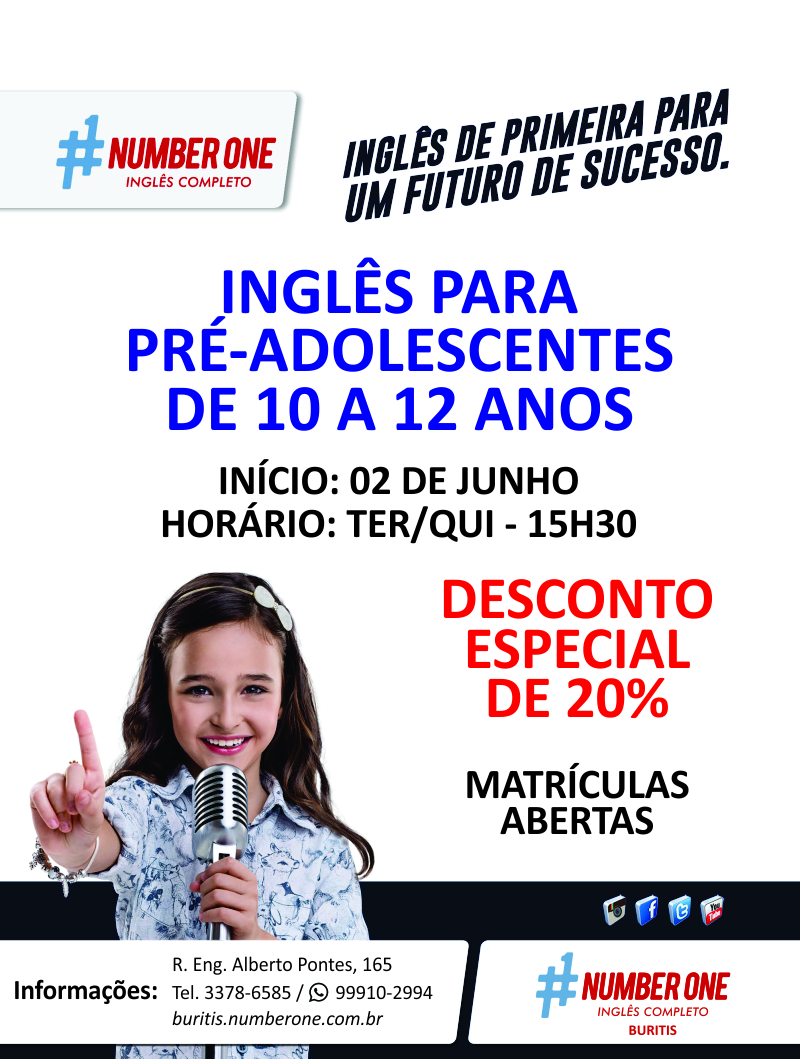 #1 NUMBER ONE
INGLÊS COMPLETO
INGLÊS DE PRIMEIRA PARA
UM FUTURO DE SUCESSO.
INGLÊS PARA
PRÉ-ADOLESCENTES
DE 10 A 12 ANOS
INÍCIO: 02 DE JUNHO
HORÁRIO: TER/QUI - 15H30
DESCONTO
ESPECIAL
DE 20%
MATRÍCULAS
ABERTAS
You
Tube
Informações:
R. Eng. Alberto Pontes, 165
Tel. 3378-6585 / 99910-2994
buritis.numberone.com.br
#1 NUMBER ONE
INGLÊS COMPLETO
BURITIS